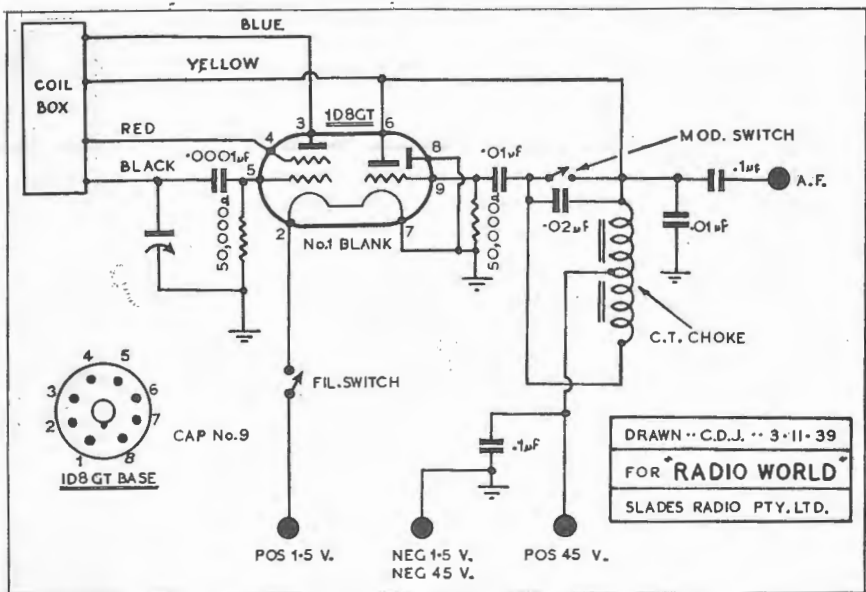 BLUE
YELLOW
COIL
BOX
RED
BLACK
.0001µF
50,000Ω
1D8GT
3
6
4
8
5
9
2
7
No.1 BLANK
.01µF
50,000Ω
MOD. SWITCH
.1µF
A.F.
.02µF
.01µF
C.T. CHOKE
FIL. SWITCH
4
5
3
6
2
7
1
8
CAP No.9
1D8GT BASE
.1µF
POS 1·5 V.
NEG 1·5 V.
NEG 45 V.
POS 45 V.
DRAWN ·· C.D.J. ·· 3·11·39
FOR "RADIO WORLD"
SLADES RADIO PTY. LTD.